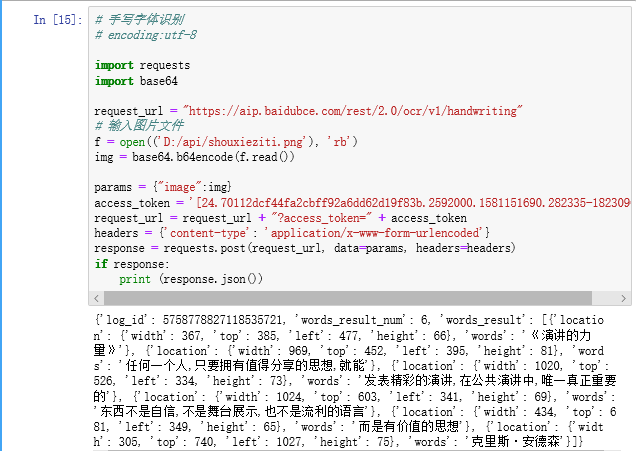 In [15]:
# 手写字体识别
# encoding:utf-8
import requests
import base64
request_url = "https://aip.baidubce.com/rest/2.0/ocr/v1/handwriting"
# 输入图片文件
f = open(('D:/api/shouxieziti.png'), 'rb')
img = base64.b64encode(f.read())
params = {"image":img}
access_token = '[24.70112dcf44fa2cbff92a6dd62d19f83b.2592000.1581151690.282335-1823090
request_url = request_url + "?access_token=" + access_token
headers = {'content-type': 'application/x-www-form-urlencoded'}
response = requests.post(request_url, data=params, headers=headers)
if response:
    print (response.json())
{'log_id': 5758778827118535721, 'words_result_num': 6, 'words_result': [{'locatio
n': {'width': 367, 'top': 385, 'left': 477, 'height': 66}, 'words': '《演讲的力
量》'}, {'location': {'width': 969, 'top': 452, 'left': 395, 'height': 81}, 'word
s': '任何一个人,只要拥有值得分享的思想,就能'}, {'location': {'width': 1020, 'top':
526, 'left': 334, 'height': 73}, 'words': '发表精彩的演讲,在公共演讲中,唯一真正重要
的'}, {'location': {'width': 1024, 'top': 603, 'left': 341, 'height': 69}, 'words':
'东西不是自信,不是舞台展示,也不是流利的语言'}, {'location': {'width': 434, 'top': 6
81, 'left': 349, 'height': 65}, 'words': '而是有价值的思想'}, {'location': {'widt
h': 305, 'top': 740, 'left': 1027, 'height': 75}, 'words': '克里斯·安德森'}]}